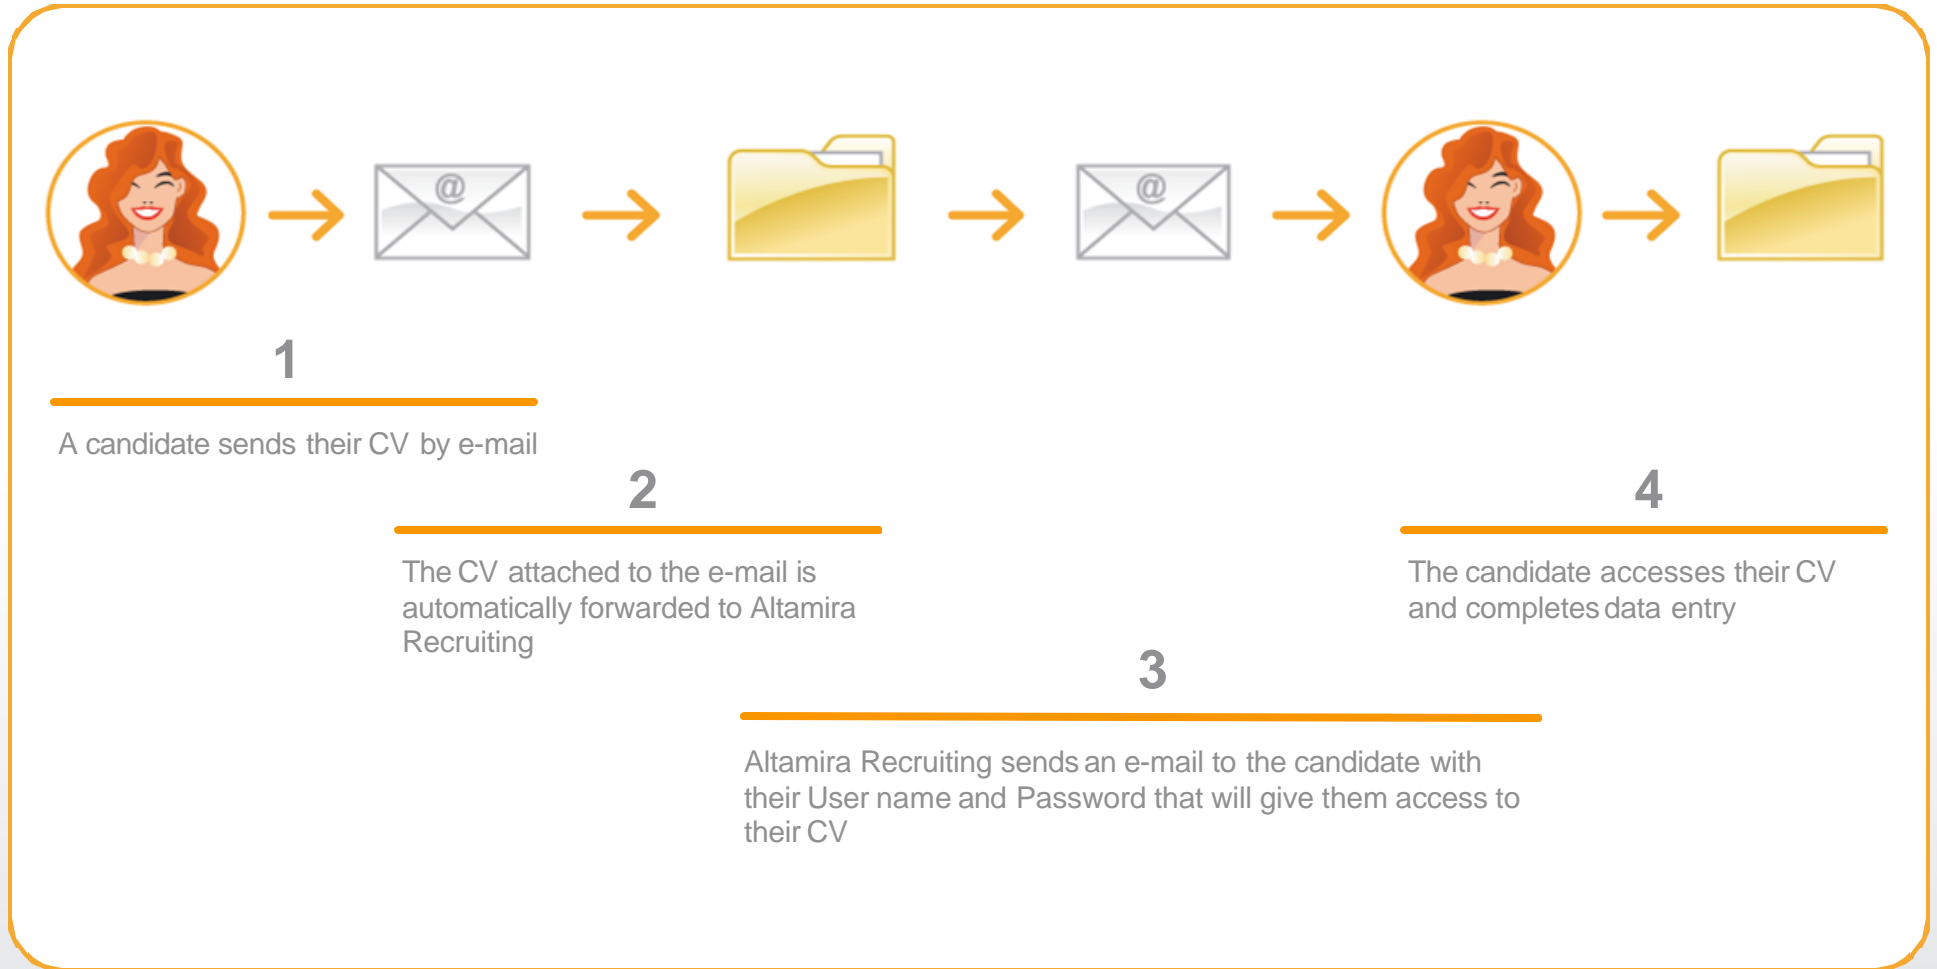 @
@
1
A candidate sends their CV by e-mail
2
The CV attached to the e-mail is
automatically forwarded to Altamira
Recruiting
3
Altamira Recruiting sends an e-mail to the candidate with
their User name and Password that will give them access to
their CV
4
The candidate accesses their CV
and completes data entry